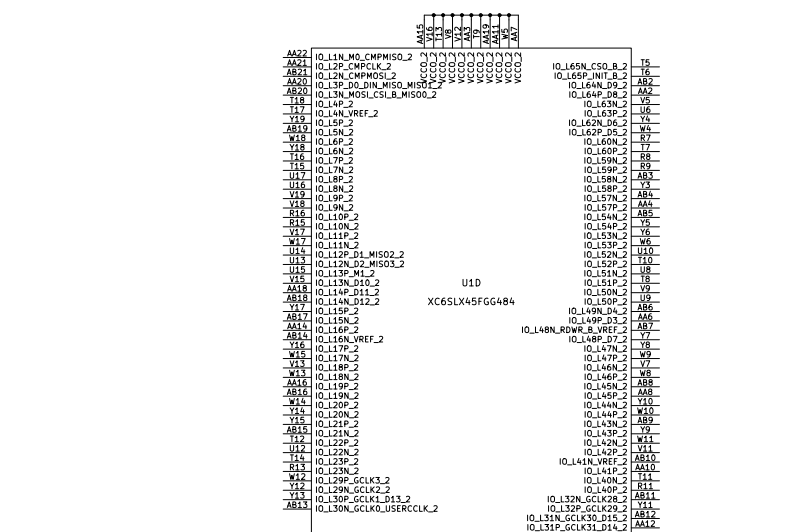 AA15 V16 T13 V8 V12 AA3 T9 AA19 AA11 W5 AA7
VCCO_2 VCCO_2 VCCO_2 VCCO_2 VCCO_2 VCCO_2 VCCO_2 VCCO_2 VCCO_2 VCCO_2 VCCO_2
AA22 IO_L1N_M0_CMPMISO_2
AA21 IO_L2P_CMPCLK_2
AB21 IO_L2N_CMPMOSI_2
AA20 IO_L3P_D0_DIN_MISO_MISO1_2
AB20 IO_L3N_MOSI_CSI_B_MISO0_2
T18 IO_L4P_2
T17 IO_L4N_VREF_2
Y19 IO_L5P_2
AB19 IO_L5N_2
W18 IO_L6P_2
Y18 IO_L6N_2
T16 IO_L7P_2
T15 IO_L7N_2
U17 IO_L8P_2
U16 IO_L8N_2
V19 IO_L9P_2
V18 IO_L9N_2
R16 IO_L10P_2
R15 IO_L10N_2
V17 IO_L11P_2
W17 IO_L11N_2
U14 IO_L12P_D1_MISO2_2
U13 IO_L12N_D2_MISO3_2
U15 IO_L13P_M1_2
V15 IO_L13N_D10_2
AA18 IO_L14P_D11_2
AB18 IO_L14N_D12_2
Y17 IO_L15P_2
AB17 IO_L15N_2
AA14 IO_L16P_2
AB14 IO_L16N_VREF_2
Y16 IO_L17P_2
W15 IO_L17N_2
V13 IO_L18P_2
W13 IO_L18N_2
AA16 IO_L19P_2
AB16 IO_L19N_2
W14 IO_L20P_2
Y14 IO_L20N_2
Y15 IO_L21P_2
AB15 IO_L21N_2
T12 IO_L22P_2
U12 IO_L22N_2
T14 IO_L23P_2
R13 IO_L23N_2
W12 IO_L29P_GCLK3_2
Y12 IO_L29N_GCLK2_2
Y13 IO_L30P_GCLK1_D13_2
AB13 IO_L30N_GCLK0_USERCCLK_2
U1D
XC6SLX45FGG484
IO_L65N_CSO_B_2 T5
IO_L65P_INIT_B_2 T6
IO_L64N_D9_2 AB2
IO_L64P_D8_2 AA2
IO_L63N_2 V5
IO_L63P_2 U6
IO_L62N_D6_2 Y4
IO_L62P_D5_2 W4
IO_L60N_2 R7
IO_L60P_2 T7
IO_L59N_2 R8
IO_L59P_2 R9
IO_L58N_2 AB3
IO_L58P_2 Y3
IO_L57N_2 AB4
IO_L57P_2 AA4
IO_L54N_2 AB5
IO_L54P_2 Y5
IO_L53N_2 Y6
IO_L53P_2 W6
IO_L52N_2 U10
IO_L52P_2 T10
IO_L51N_2 U8
IO_L51P_2 T8
IO_L50N_2 V9
IO_L50P_2 U9
IO_L49N_D4_2 AB6
IO_L49P_D3_2 AA6
IO_L48N_RDWR_B_VREF_2 AB7
IO_L48P_D7_2 Y7
IO_L47N_2 Y8
IO_L47P_2 W9
IO_L46N_2 V7
IO_L46P_2 W8
IO_L45N_2 AB8
IO_L45P_2 AA8
IO_L44N_2 Y10
IO_L44P_2 W10
IO_L43N_2 AB9
IO_L43P_2 Y9
IO_L42N_2 W11
IO_L42P_2 V11
IO_L41N_VREF_2 AB10
IO_L41P_2 AA10
IO_L40N_2 T11
IO_L40P_2 R11
IO_L32N_GCLK28_2 AB11
IO_L32P_GCLK29_2 Y11
IO_L31N_GCLK30_D15_2 AB12
IO_L31P_GCLK31_D14_2 AA12